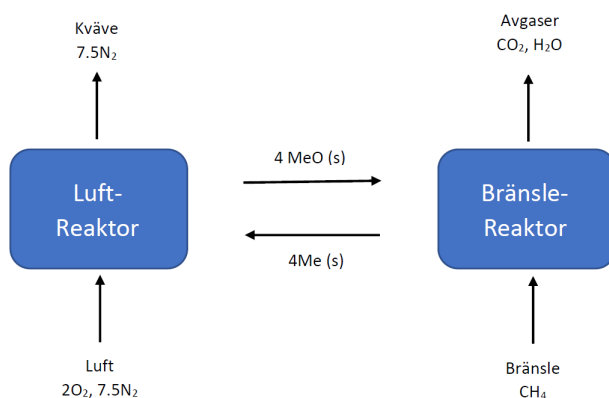 Kväve
7.5N₂
Avgaser
CO₂, H₂O
Luft-
Reaktor
4 MeO (s)
4Me (s)
Bränsle-
Reaktor
Luft
2O₂, 7.5N₂
Bränsle
CH₄